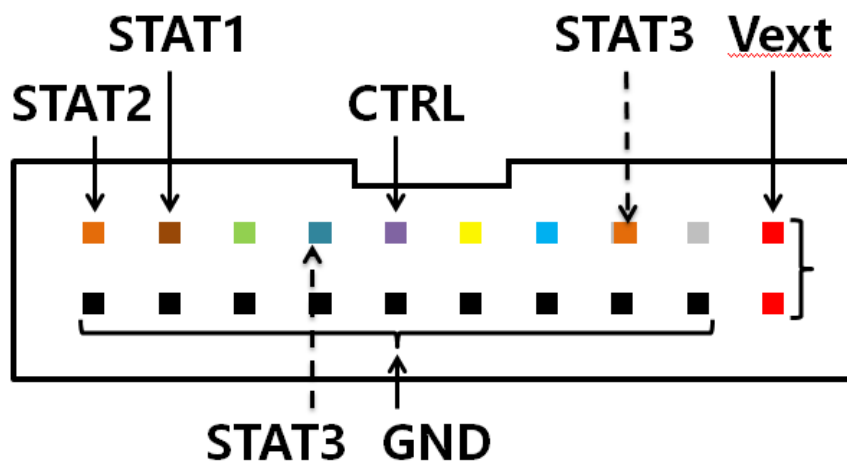 STAT1
STAT3
Vext
STAT2
CTRL
STAT3
GND